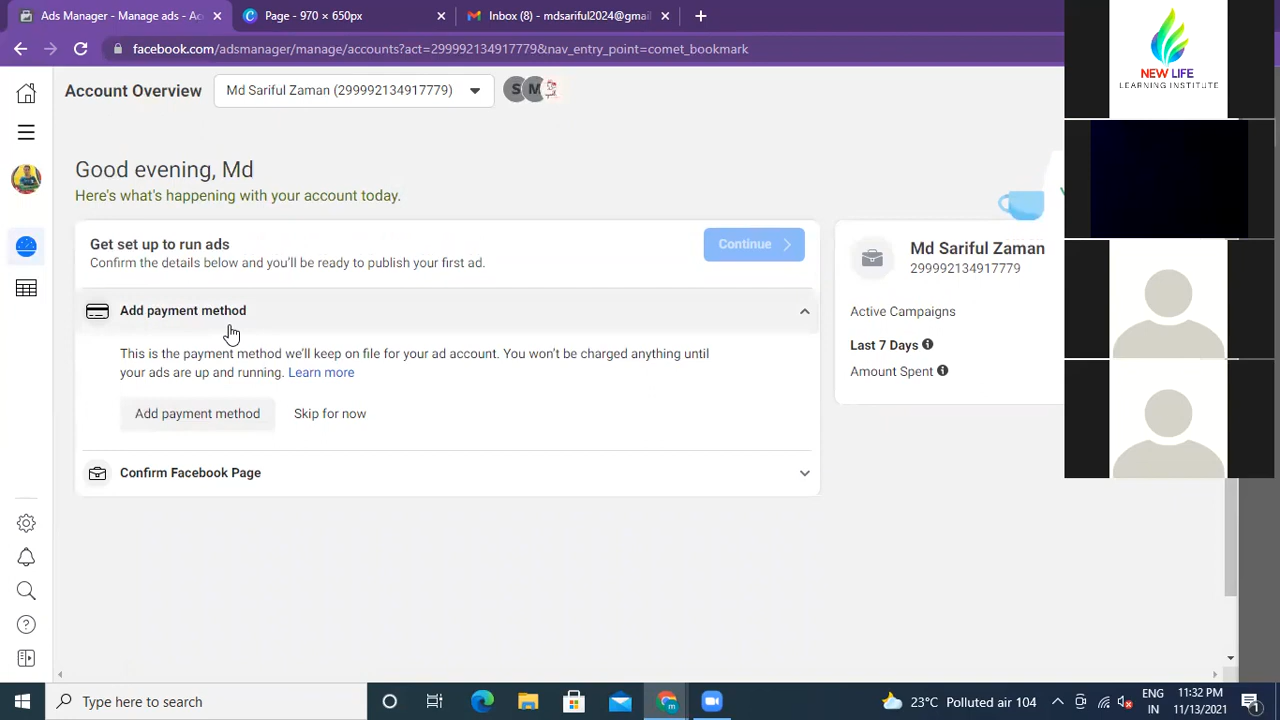 Ads Manager - Manage ads - Ac
Page - 970 × 650px
Inbox (8) - mdsariful2024@gmai
facebook.com/adsmanager/manage/accounts?act=299992134917779&nav_entry_point=comet_bookmark
Account Overview
Md Sariful Zaman (299992134917779)
S M
NEW LIFE
LEARNING INSTITUTE
Good evening, Md
Here's what's happening with your account today.
Get set up to run ads
Confirm the details below and you'll be ready to publish your first ad.
Continue
Add payment method
This is the payment method we'll keep on file for your ad account. You won't be charged anything until
your ads are up and running. Learn more
Add payment method
Skip for now
Confirm Facebook Page
Md Sariful Zaman
299992134917779
Active Campaigns
Last 7 Days
Amount Spent
Type here to search
23°C Polluted air 104
ENG
IN
11:32 PM
11/13/2021
1